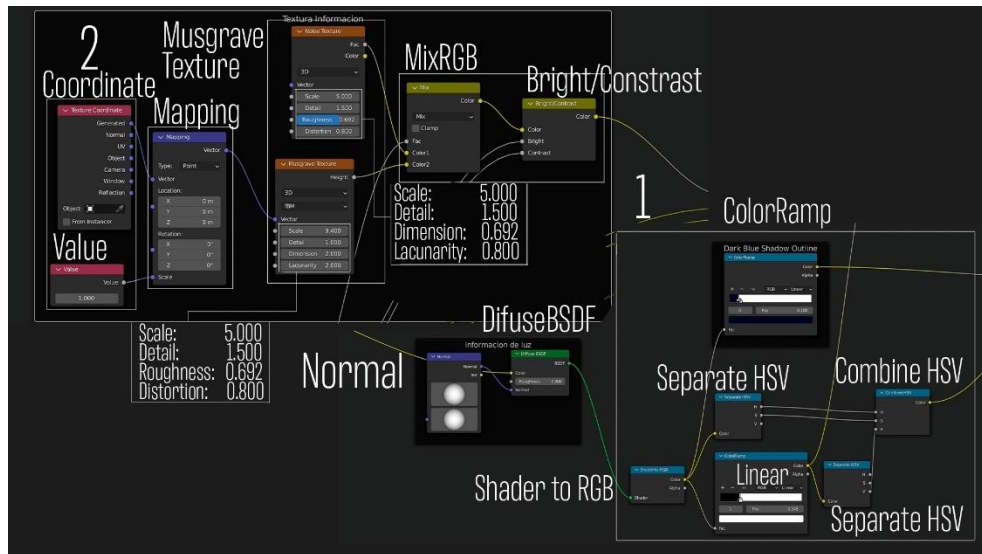 Textura Informacion
2
Coordinate
Musgrave
Texture
Mapping
MixRGB
Bright/Constrast
Value
Texture Coordinate
Generated
Normal
UV
Object
Camera
Window
Reflection
Object:
From Instancer
Value
Value
1.000
Mapping
Vector
Type: Point
Vector
Location:
X 0 m
Y 0 m
Z 0 m
Rotation:
X 0°
Y 0°
Z 0°
Scale
Noise Texture
Fac
Color
3D
Vector
Scale 5.000
Detail 1.500
Roughness 0.692
Distortion 0.800
Musgrave Texture
Height
3D
Vector
Scale 9.400
Detail 1.000
Dimension 2.000
Lacunarity 2.000
Mix
Color
Mix
Clamp
Fac
Color1
Color2
Bright/Contrast
Color
Color
Bright
Contrast
Scale: 5.000
Detail: 1.500
Dimension: 0.692
Lacunarity: 0.800
Scale: 5.000
Detail: 1.500
Roughness: 0.692
Distortion: 0.800
1
ColorRamp
Dark Blue Shadow Outline
ColorRamp
Color
Alpha
RGB Linear
Fac
DifuseBSDF
Normal
Informacion de luz
Normal
Normal
Dot
Diffuse BSDF
BSDF
Color
Roughness
Normal
Separate HSV
Separate HSV
H
S
V
Color
Combine HSV
Combine HSV
Color
H
S
V
Shader to RGB
Shader to RGB
Color
Alpha
Shader
ColorRamp
Color
Alpha
Linear
RGB Linear
Fac
Separate HSV
H
S
V
Color
Separate HSV